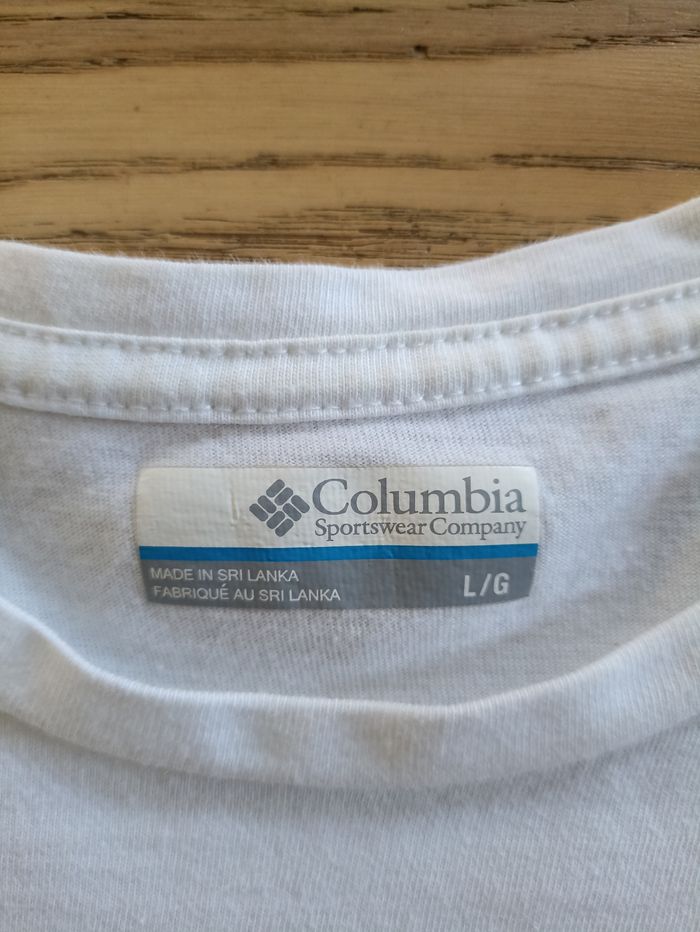 Columbia
Sportswear Company
MADE IN SRI LANKA
FABRIQUÉ AU SRI LANKA
L/G